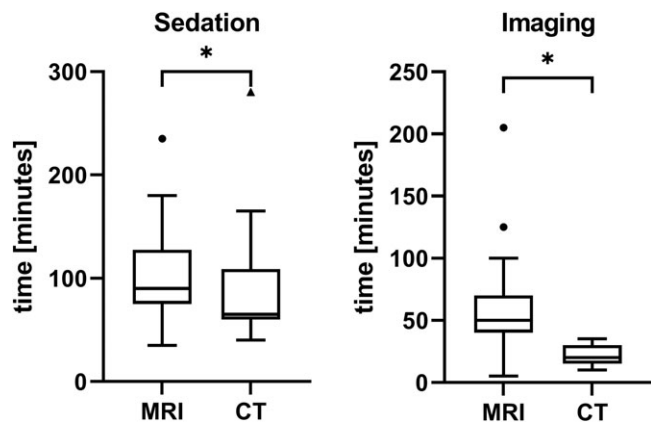 Sedation
*
300
200
100
0
time [minutes]
MRI
CT
Imaging
*
250
200
150
100
50
0
time [minutes]
MRI
CT